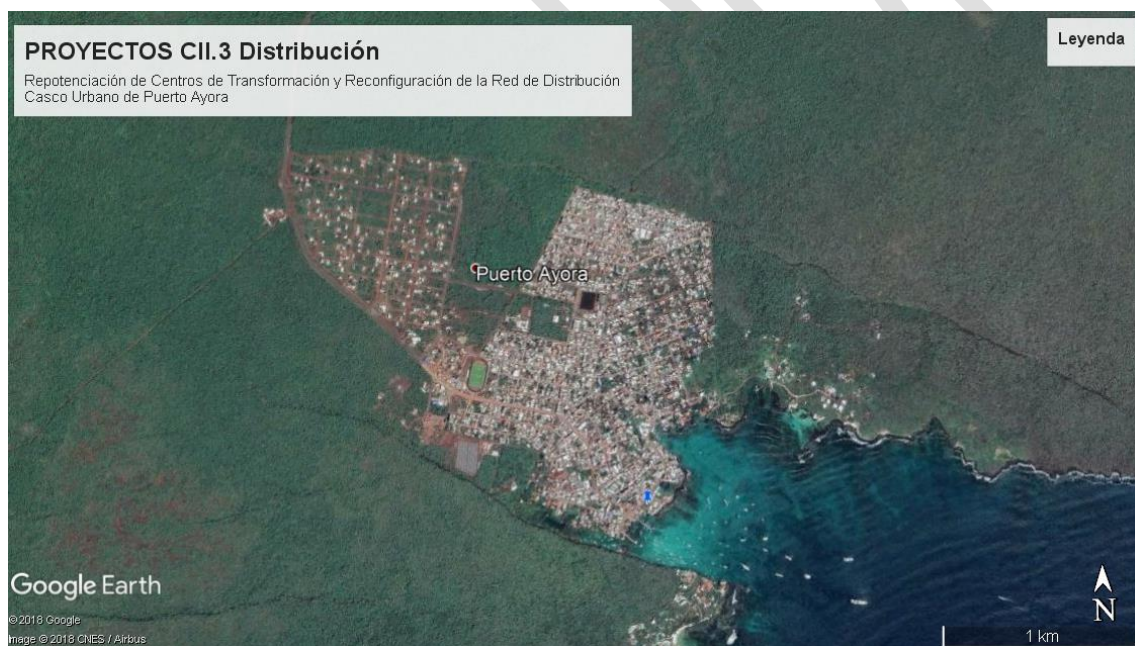 PROYECTOS CII.3 Distribución
Repotenciación de Centros de Transformación y Reconfiguración de la Red de Distribución
Casco Urbano de Puerto Ayora
Leyenda
Puerto Ayora
Google Earth
©2018 Google
Image © 2018 CNES / Airbus
N
1 km